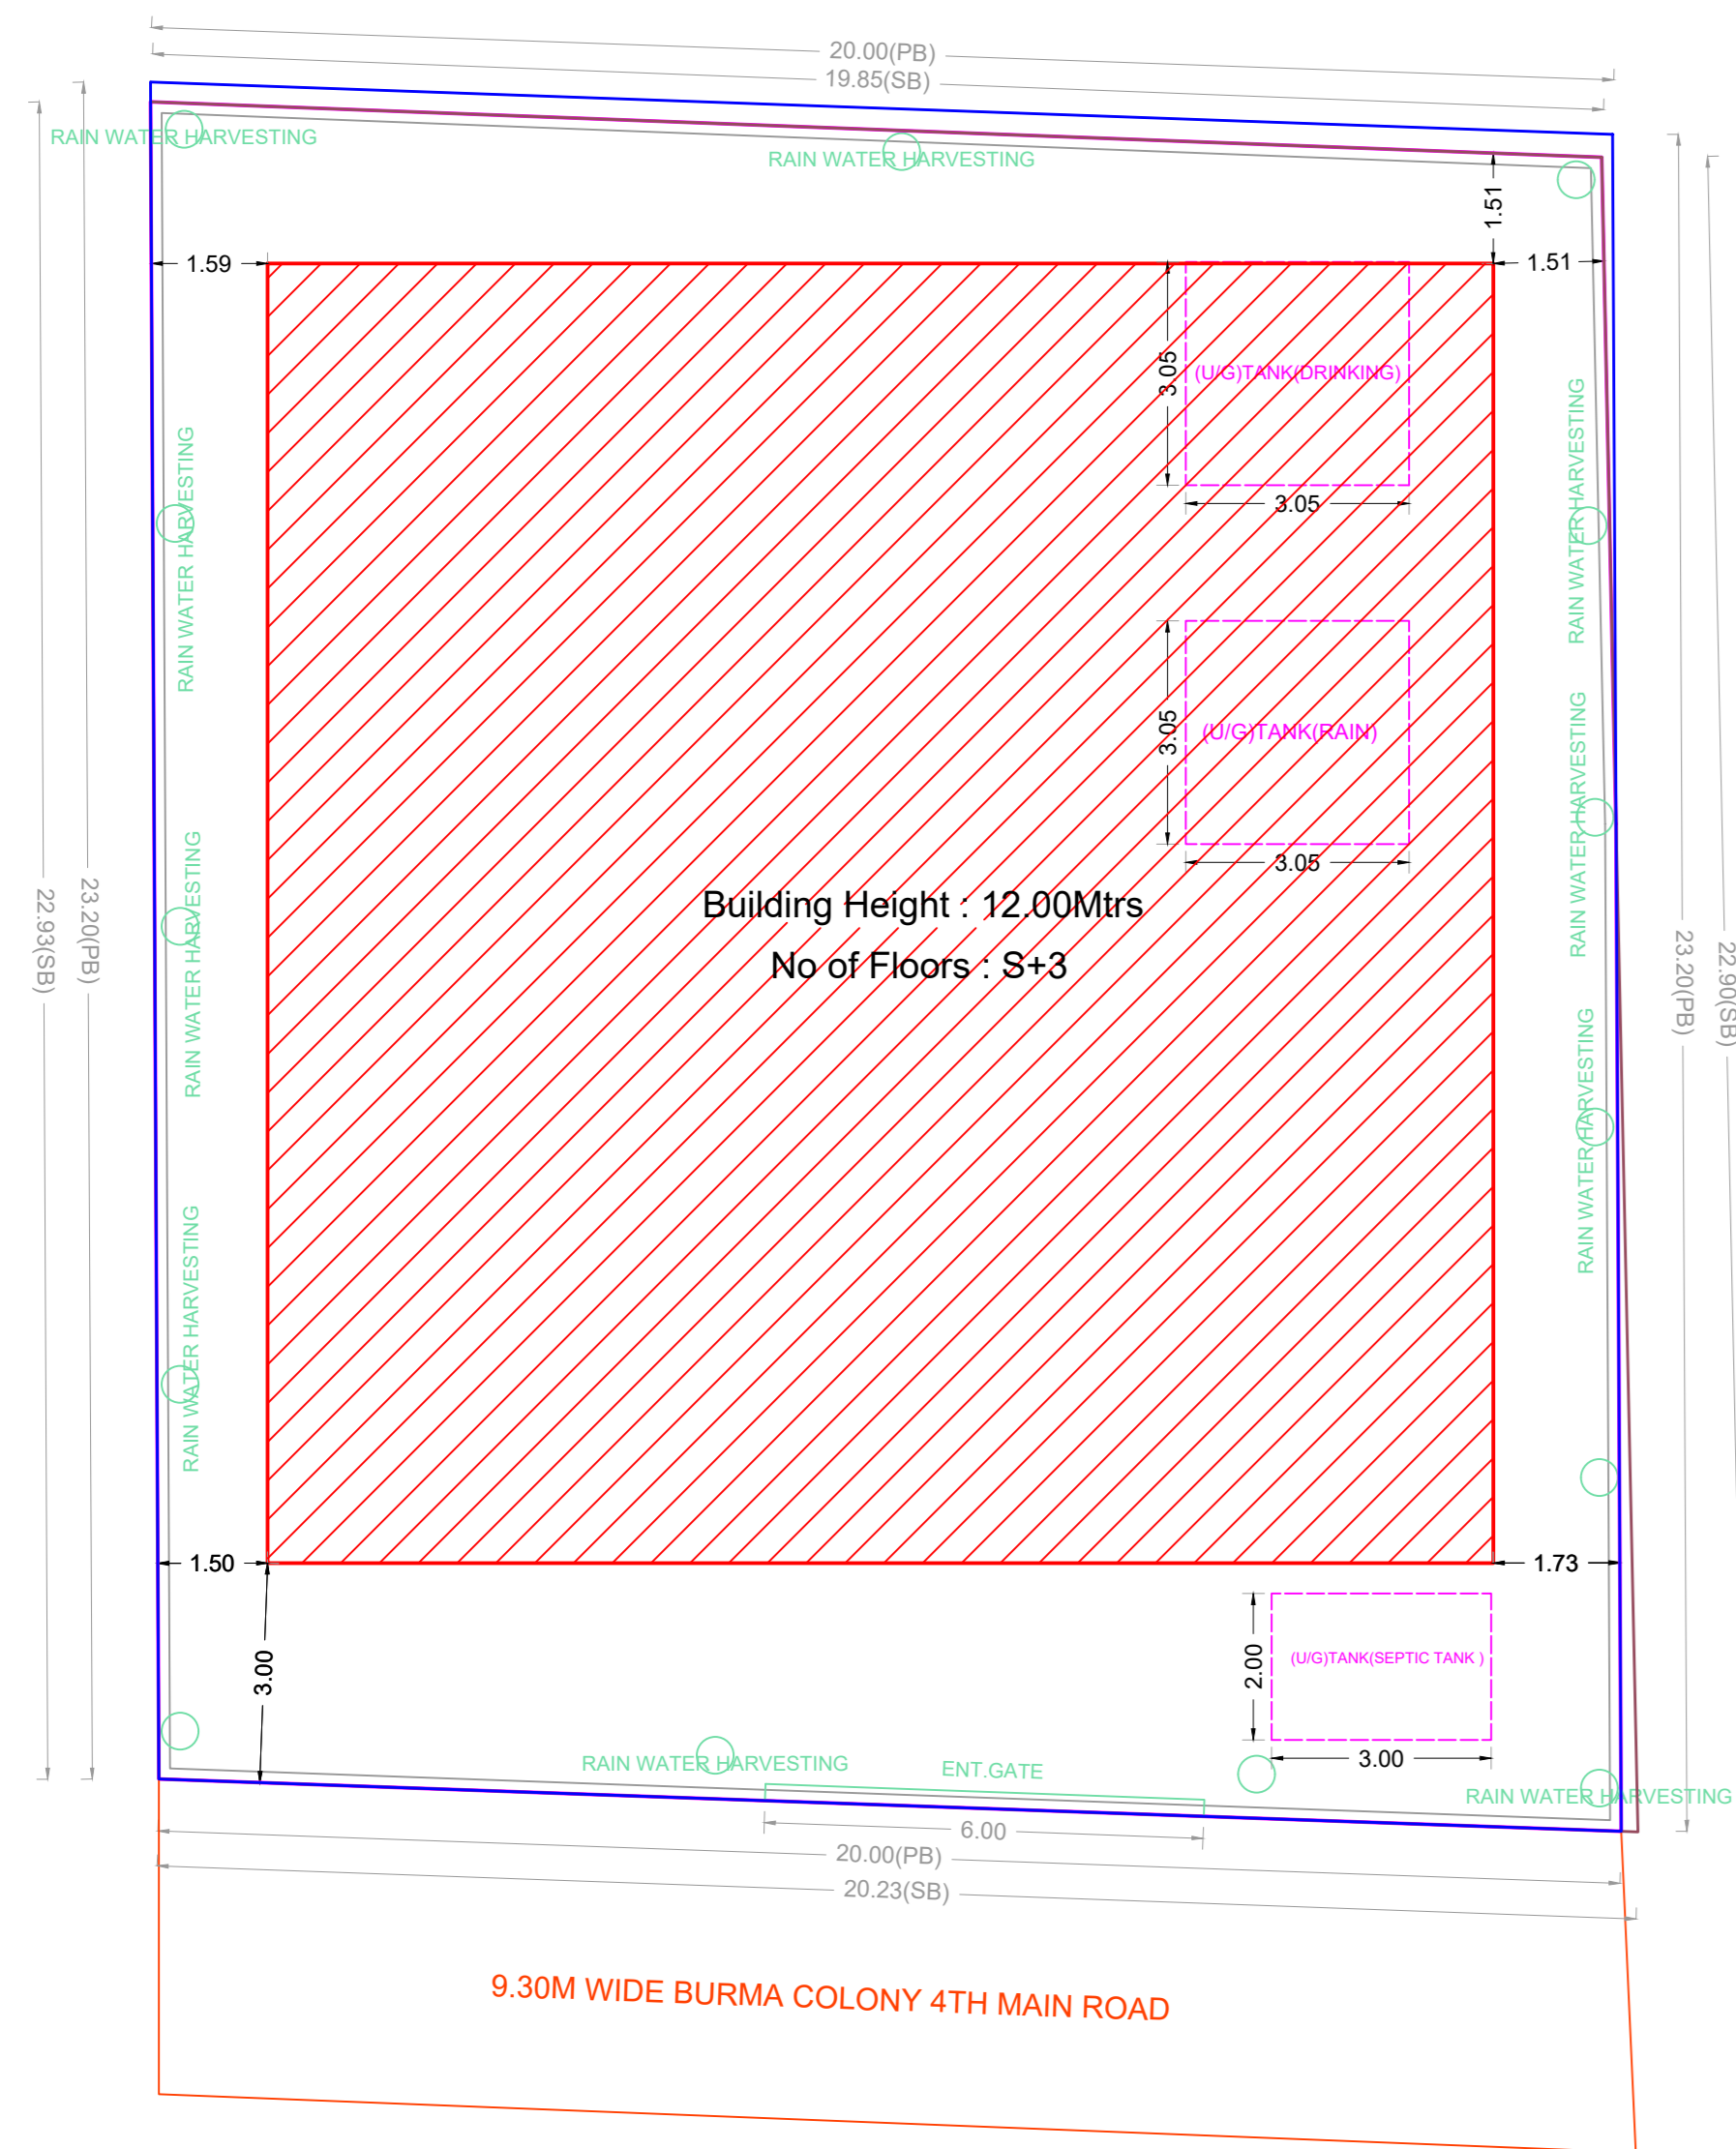 20.00(PB)
19.85(SB)
RAIN WATER HARVESTING
RAIN WATER HARVESTING
1.51
1.59
1.51
3.05
(U/G)TANK(DRINKING)
3.05
RAIN WATER HARVESTING
RAIN WATER HARVESTING
3.05
(U/G)TANK(RAIN)
3.05
RAIN WATER HARVESTING
Building Height : 12.00Mtrs
No of Floors : S+3
22.93(SB)
23.20(PB)
RAIN WATER HARVESTING
23.20(PB)
22.90(SB)
RAIN WATER HARVESTING
RAIN WATER HARVESTING
1.50
1.73
3.00
2.00
(U/G)TANK(SEPTIC TANK )
3.00
RAIN WATER HARVESTING
ENT.GATE
RAIN WATER HARVESTING
6.00
20.00(PB)
20.23(SB)
9.30M WIDE BURMA COLONY 4TH MAIN ROAD